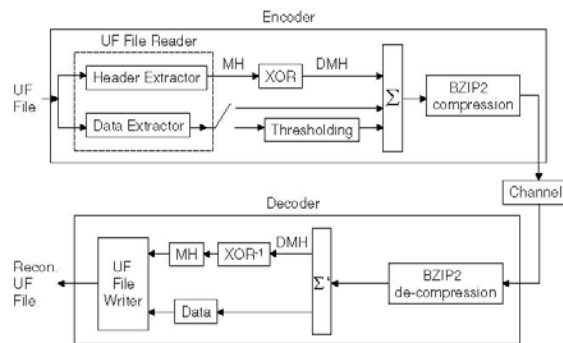 Encoder
UF File Reader
UF
File
Header Extractor
MH
XOR
DMH
Data Extractor
Thresholding
Σ
BZIP2
compression
Channel
Decoder
Recon.
UF
File
UF
File
Writer
MH
XOR-1
DMH
Data
Σ'
BZIP2
de-compression